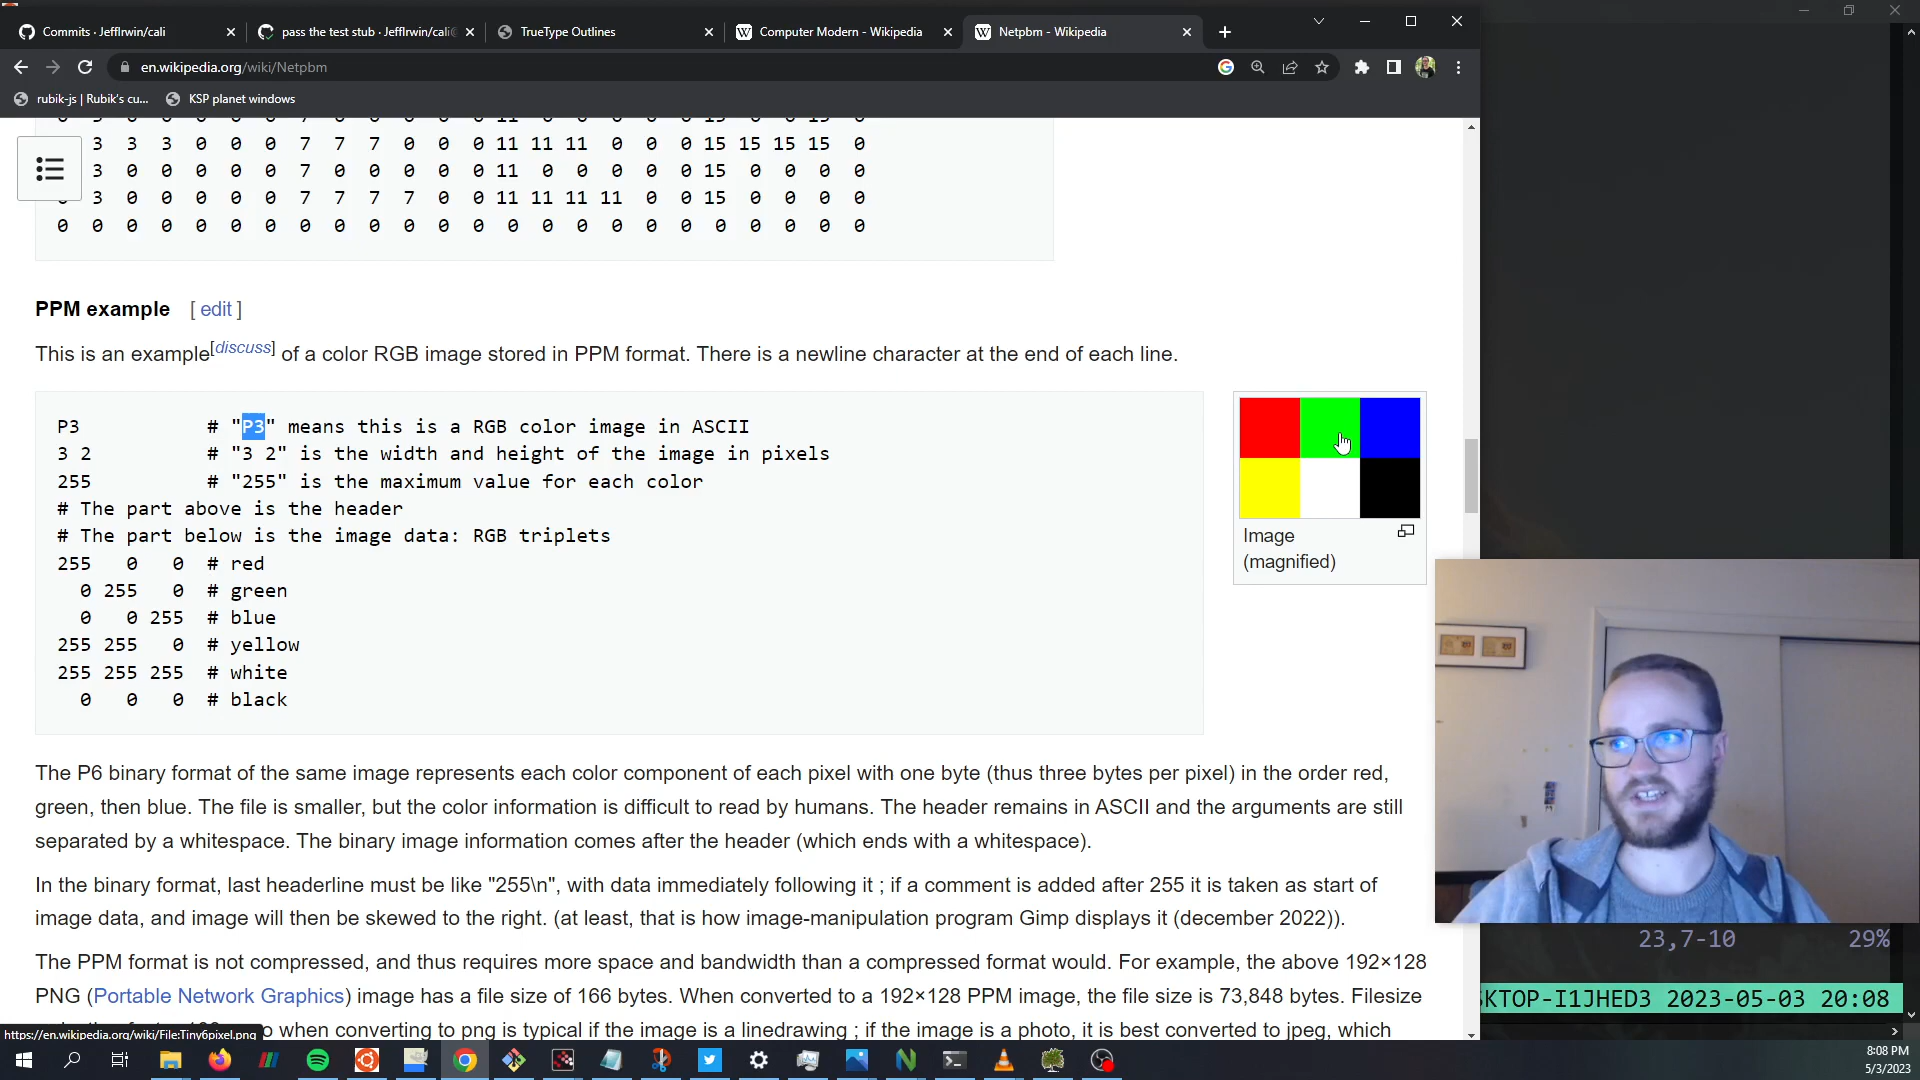 Commits · JeffIrwin/cali
pass the test stub · JeffIrwin/cali@
TrueType Outlines
Computer Modern - Wikipedia
Netpbm - Wikipedia
en.wikipedia.org/wiki/Netpbm
rubik-js | Rubik's cu...
KSP planet windows
3 3 3 0 0 0 7 7 7 0 0 0 11 11 11 0 0 0 15 15 15 15 0
3 0 0 0 0 0 7 0 0 0 0 0 11 0 0 0 0 0 15 0 0 0 0
3 0 0 0 0 0 7 7 7 7 0 0 11 11 11 11 0 0 15 0 0 0 0
0 0 0 0 0 0 0 0 0 0 0 0 0 0 0 0 0 0 0 0 0 0 0 0
PPM example [ edit ]
This is an example[discuss] of a color RGB image stored in PPM format. There is a newline character at the end of each line.
P3 # "P3" means this is a RGB color image in ASCII
3 2 # "3 2" is the width and height of the image in pixels
255 # "255" is the maximum value for each color
# The part above is the header
# The part below is the image data: RGB triplets
255 0 0 # red
0 255 0 # green
0 0 255 # blue
255 255 0 # yellow
255 255 255 # white
0 0 0 # black
Image
(magnified)
The P6 binary format of the same image represents each color component of each pixel with one byte (thus three bytes per pixel) in the order red,
green, then blue. The file is smaller, but the color information is difficult to read by humans. The header remains in ASCII and the arguments are still
separated by a whitespace. The binary image information comes after the header (which ends with a whitespace).
In the binary format, last headerline must be like "255\n", with data immediately following it ; if a comment is added after 255 it is taken as start of
image data, and image will then be skewed to the right. (at least, that is how image-manipulation program Gimp displays it (december 2022)).
The PPM format is not compressed, and thus requires more space and bandwidth than a compressed format would. For example, the above 192×128
PNG (Portable Network Graphics) image has a file size of 166 bytes. When converted to a 192×128 PPM image, the file size is 73,848 bytes. Filesize
o when converting to png is typical if the image is a linedrawing ; if the image is a photo, it is best converted to jpeg, which
https://en.wikipedia.org/wiki/File:Tiny6pixel.png
23,7-10 29%
KTOP-I1JHED3 2023-05-03 20:08
8:08 PM
5/3/2023